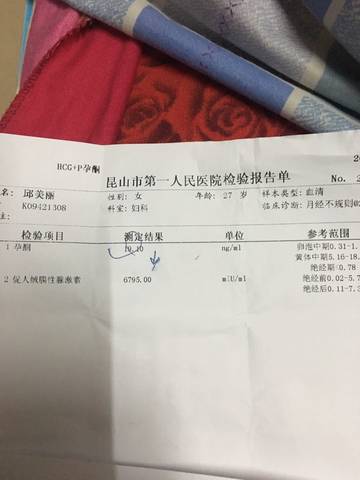 HCG+P孕酮
昆山市第一人民医院检验报告单
No. 2
名: 邱美丽 性别: 女 年龄: 27 岁 样本类型: 血清
K09421308 科室: 妇科 临床诊断: 月经不规则
注:
检验项目 测定结果 单位 参考范围
1 孕酮 10.10 ng/ml 卵泡中期0.31-1.
黄体中期5.16-18.
绝经期<0.78
2 促人绒膜性腺激素 6795.00 mIU/ml 绝经前0.02-5.
绝经后0.11-7.